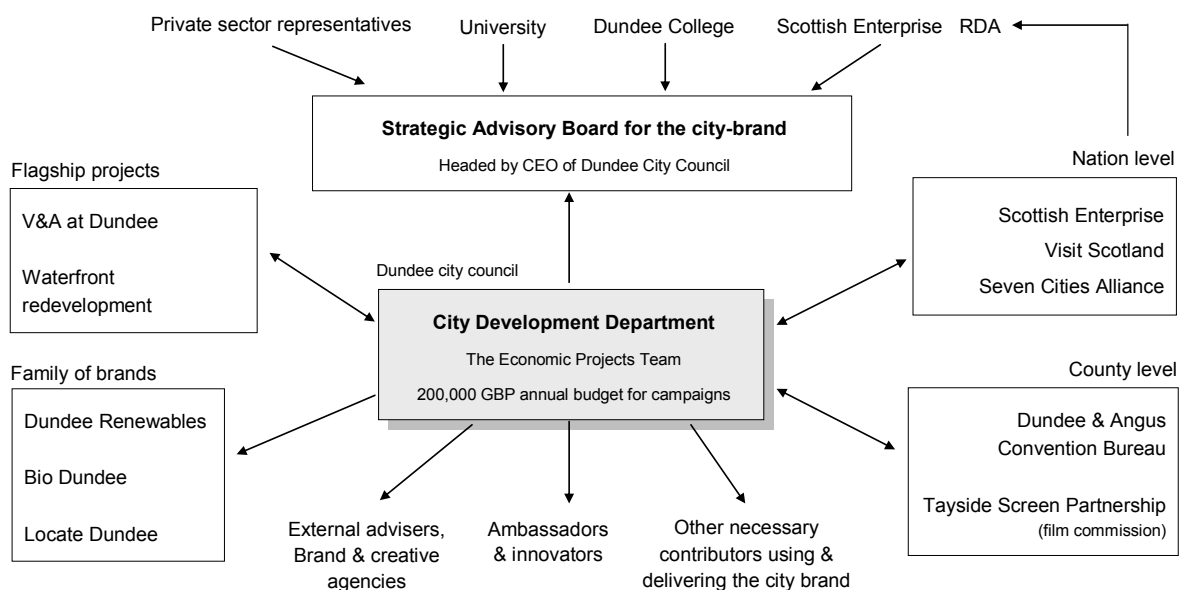 Private sector representatives
University
Dundee College
Scottish Enterprise RDA
Strategic Advisory Board for the city-brand
Headed by CEO of Dundee City Council
Flagship projects
V&A at Dundee
Waterfront
redevelopment
Nation level
Scottish Enterprise
Visit Scotland
Seven Cities Alliance
Dundee city council
City Development Department
The Economic Projects Team
200,000 GBP annual budget for campaigns
Family of brands
Dundee Renewables
Bio Dundee
Locate Dundee
County level
Dundee & Angus
Convention Bureau
Tayside Screen Partnership
(film commission)
External advisers,
Brand & creative
agencies
Ambassadors
& innovators
Other necessary
contributors using &
delivering the city brand